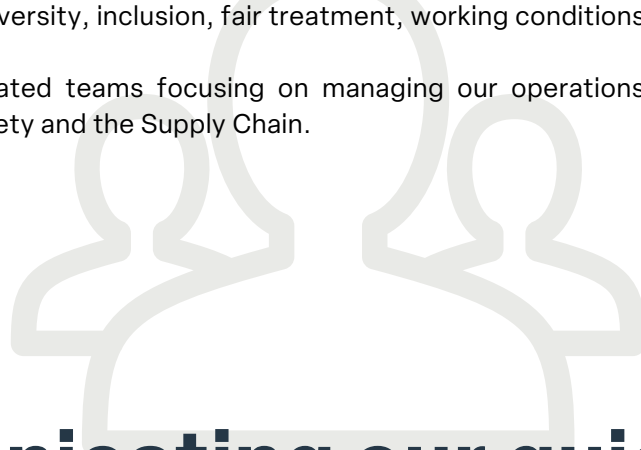 versity, inclusion, fair treatment, working conditions
ated teams focusing on managing our operations
ety and the Supply Chain.
nicating our gui